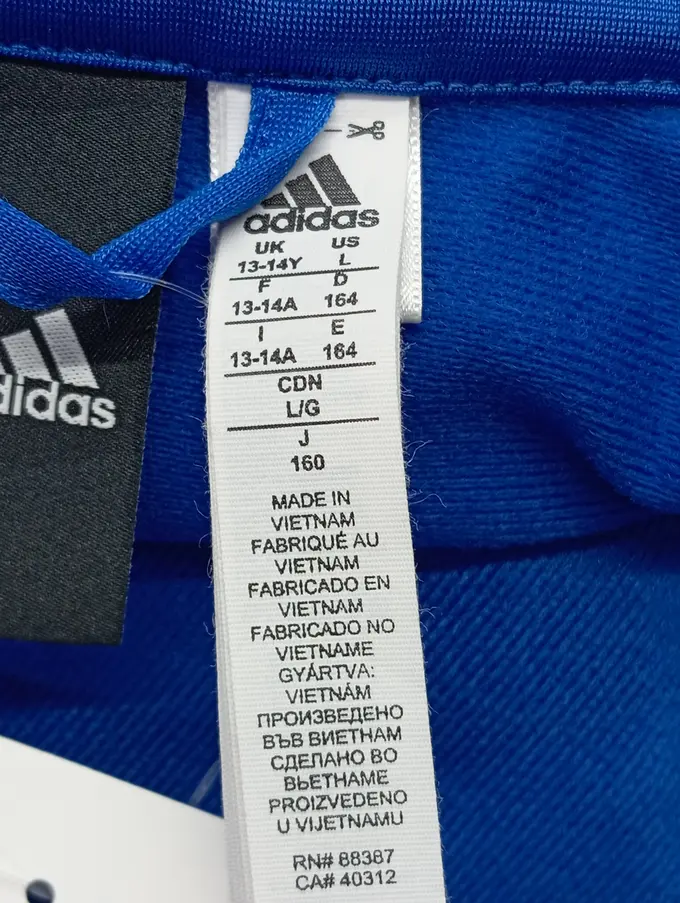 adidas
UK US
13-14Y L
F D
13-14A 164
I E
13-14A 164
CDN
L/G
J
160
MADE IN
VIETNAM
FABRIQUÉ AU
VIETNAM
FABRICADO EN
VIETNAM
FABRICADO NO
VIETNAME
GYÁRTVA:
VIETNÁM
ПРОИЗВЕДЕНО
ВЪВ ВИЕТНАМ
СДЕЛАНО ВО
ВЬЕТНАМЕ
PROIZVEDENO
U VIJETNAMU
RN# 88387
CA# 40312
adidas